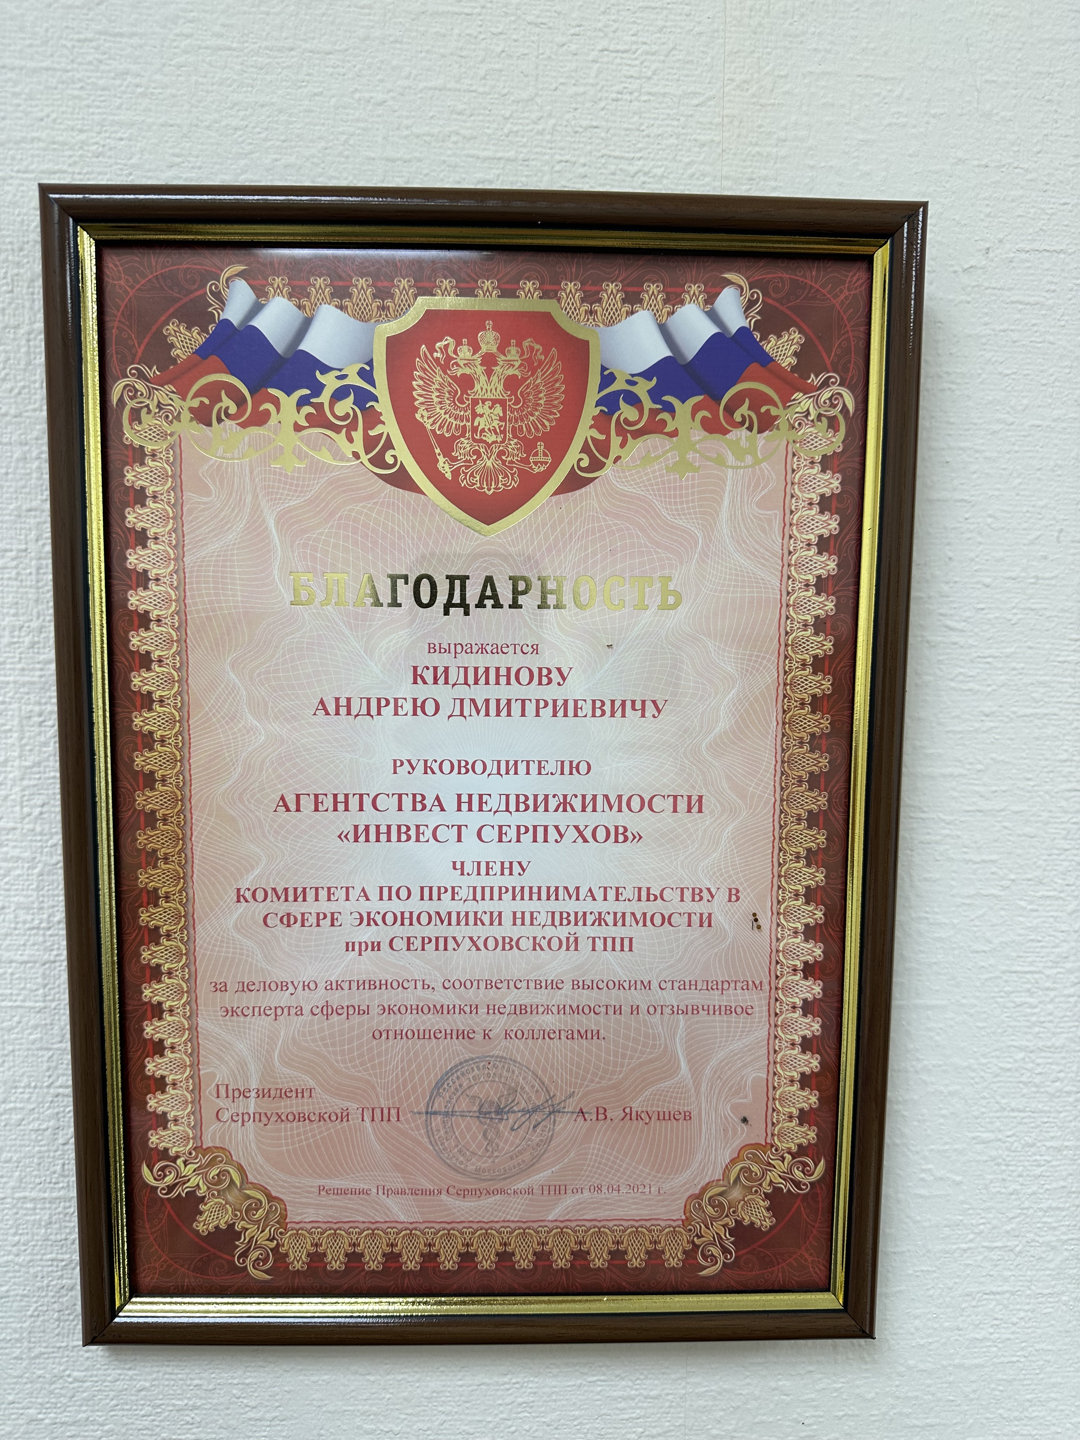 БЛАГОДАРНОСТЬ
выражается
КИДИНОВУ
АНДРЕЮ ДМИТРИЕВИЧУ
РУКОВОДИТЕЛЮ
АГЕНТСТВА НЕДВИЖИМОСТИ
«ИНВЕСТ СЕРПУХОВ»
ЧЛЕНУ
КОМИТЕТА ПО ПРЕДПРИНИМАТЕЛЬСТВУ В
СФЕРЕ ЭКОНОМИКИ НЕДВИЖИМОСТИ
при СЕРПУХОВСКОЙ ТПП
за деловую активность, соответствие высоким стандартам
эксперта сферы экономики недвижимости и отзывчивое
отношение к коллегами.
Президент
Серпуховской ТПП А.В. Якушев
Решение Правления Серпуховской ТПП от 08.04.2021 г.